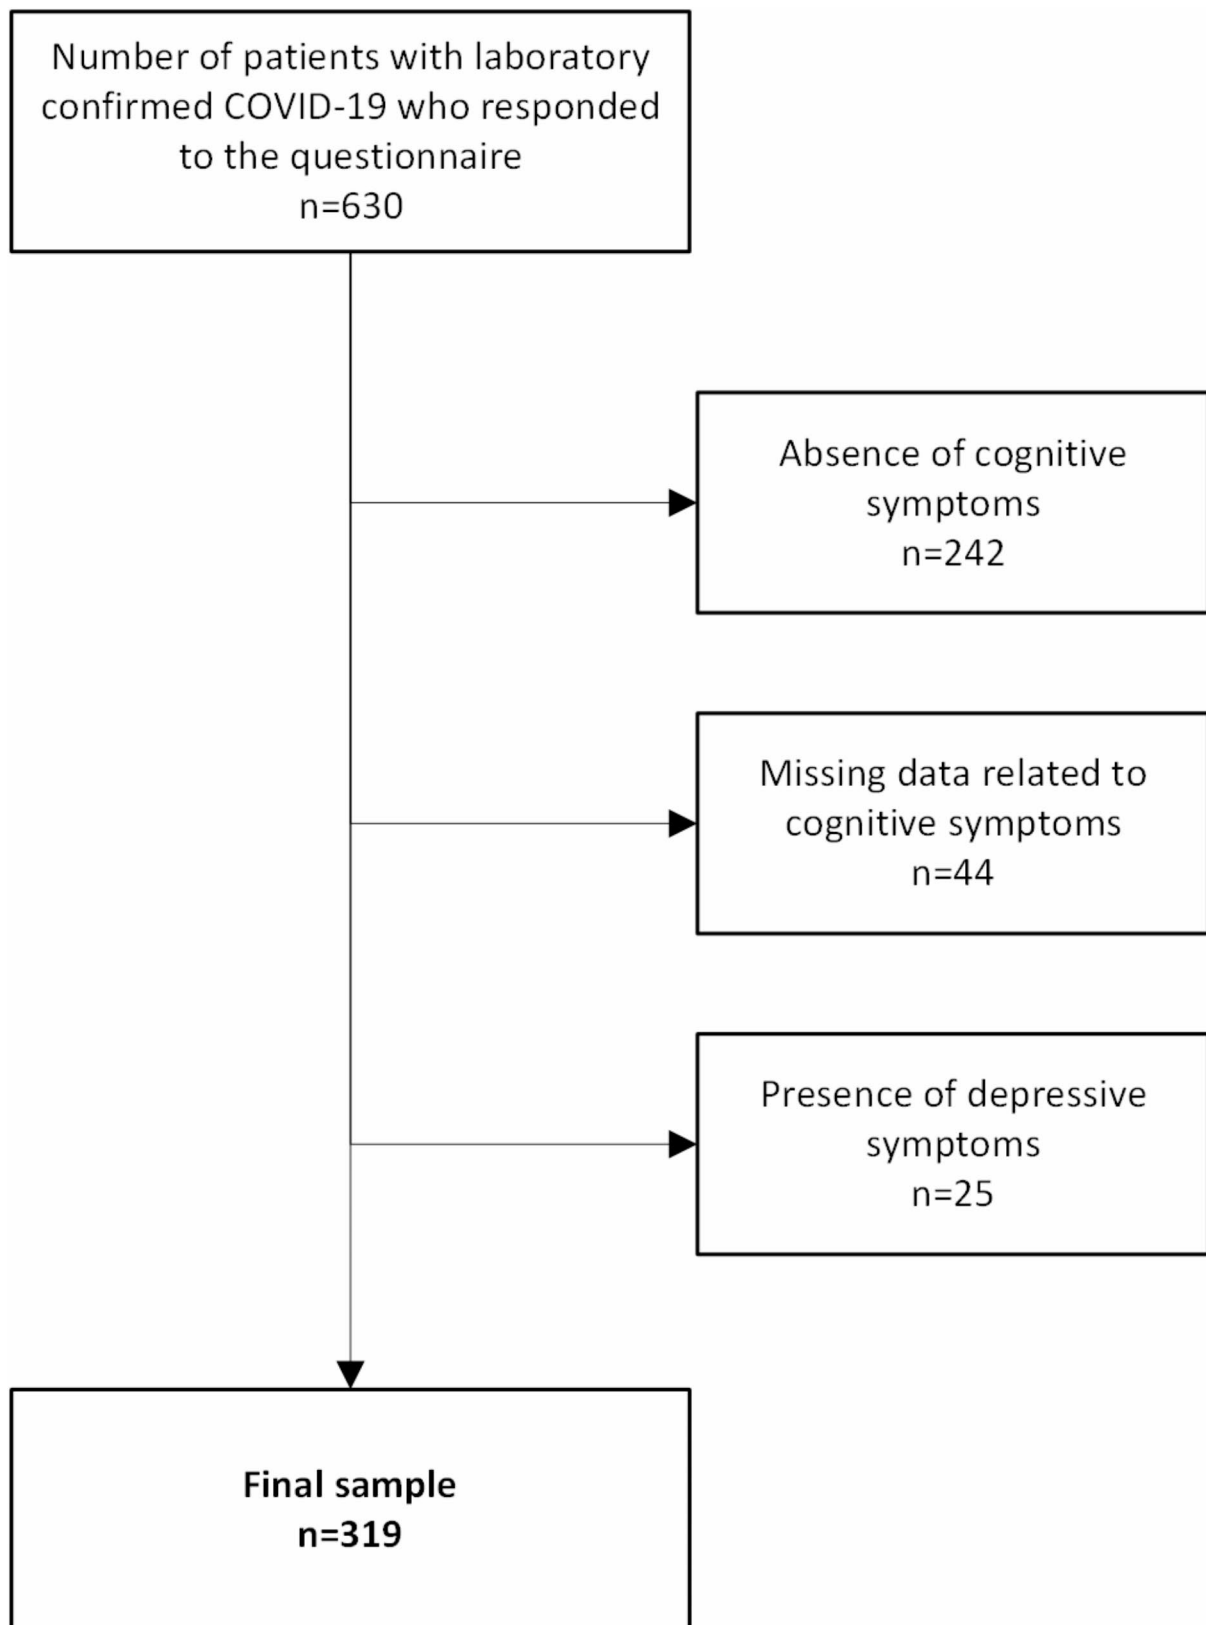 Number of patients with laboratory
confirmed COVID-19 who responded
to the questionnaire
n=630
Absence of cognitive
symptoms
n=242
Missing data related to
cognitive symptoms
n=44
Presence of depressive
symptoms
n=25
Final sample
n=319